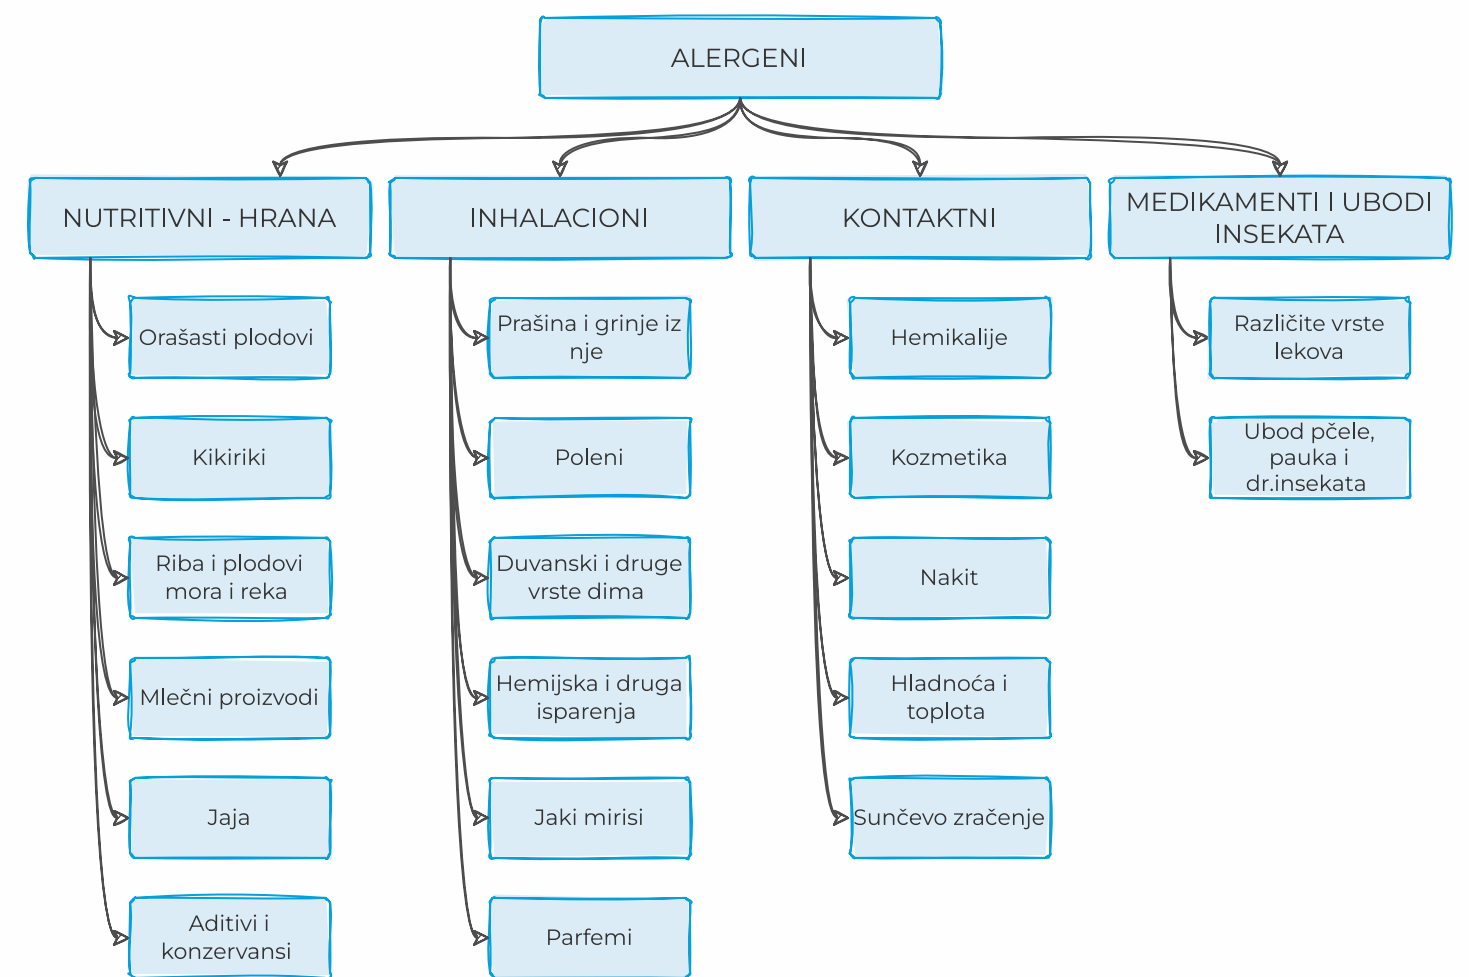 ALERGENI
NUTRITIVNI - HRANA
INHALACIONI
KONTAKTNI
MEDIKAMENTI I UBODI
INSEKATA
Orašasti plodovi
Kikiriki
Riba i plodovi
mora i reka
Mlečni proizvodi
Jaja
Aditivi i
konzervansi
Prašina i grinje iz
nje
Poleni
Duvanski i druge
vrste dima
Hemijska i druga
isparenja
Jaki mirisi
Parfemi
Hemikalije
Kozmetika
Nakit
Hladnoća i
toplota
Sunčevo zračenje
Različite vrste
lekova
Ubod pčele,
pauka i
dr.insekata